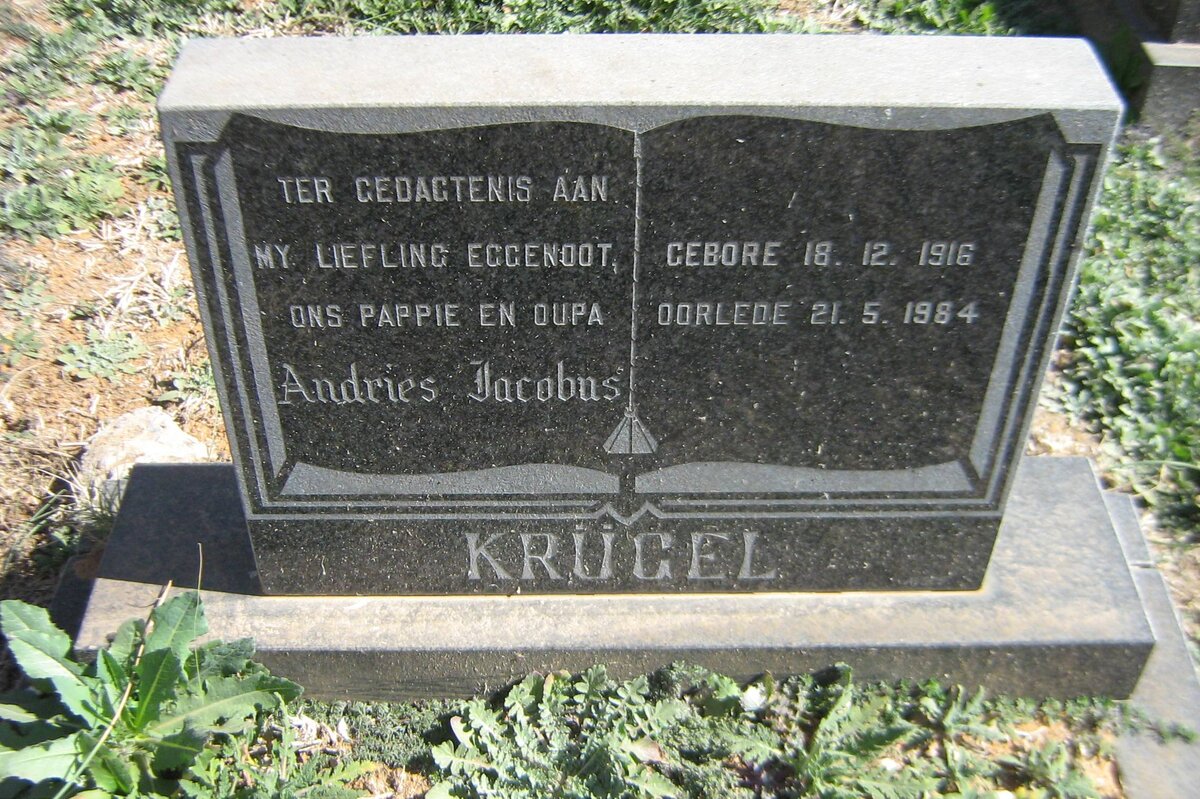 TER GEDAGTENIS AAN
MY LIEFLING EGGENOOT,
ONS PAPPIE EN OUPA
Andries Jacobus
GEBORE 18. 12. 1916
OORLEDE 21. 5. 1984
KRÜGEL